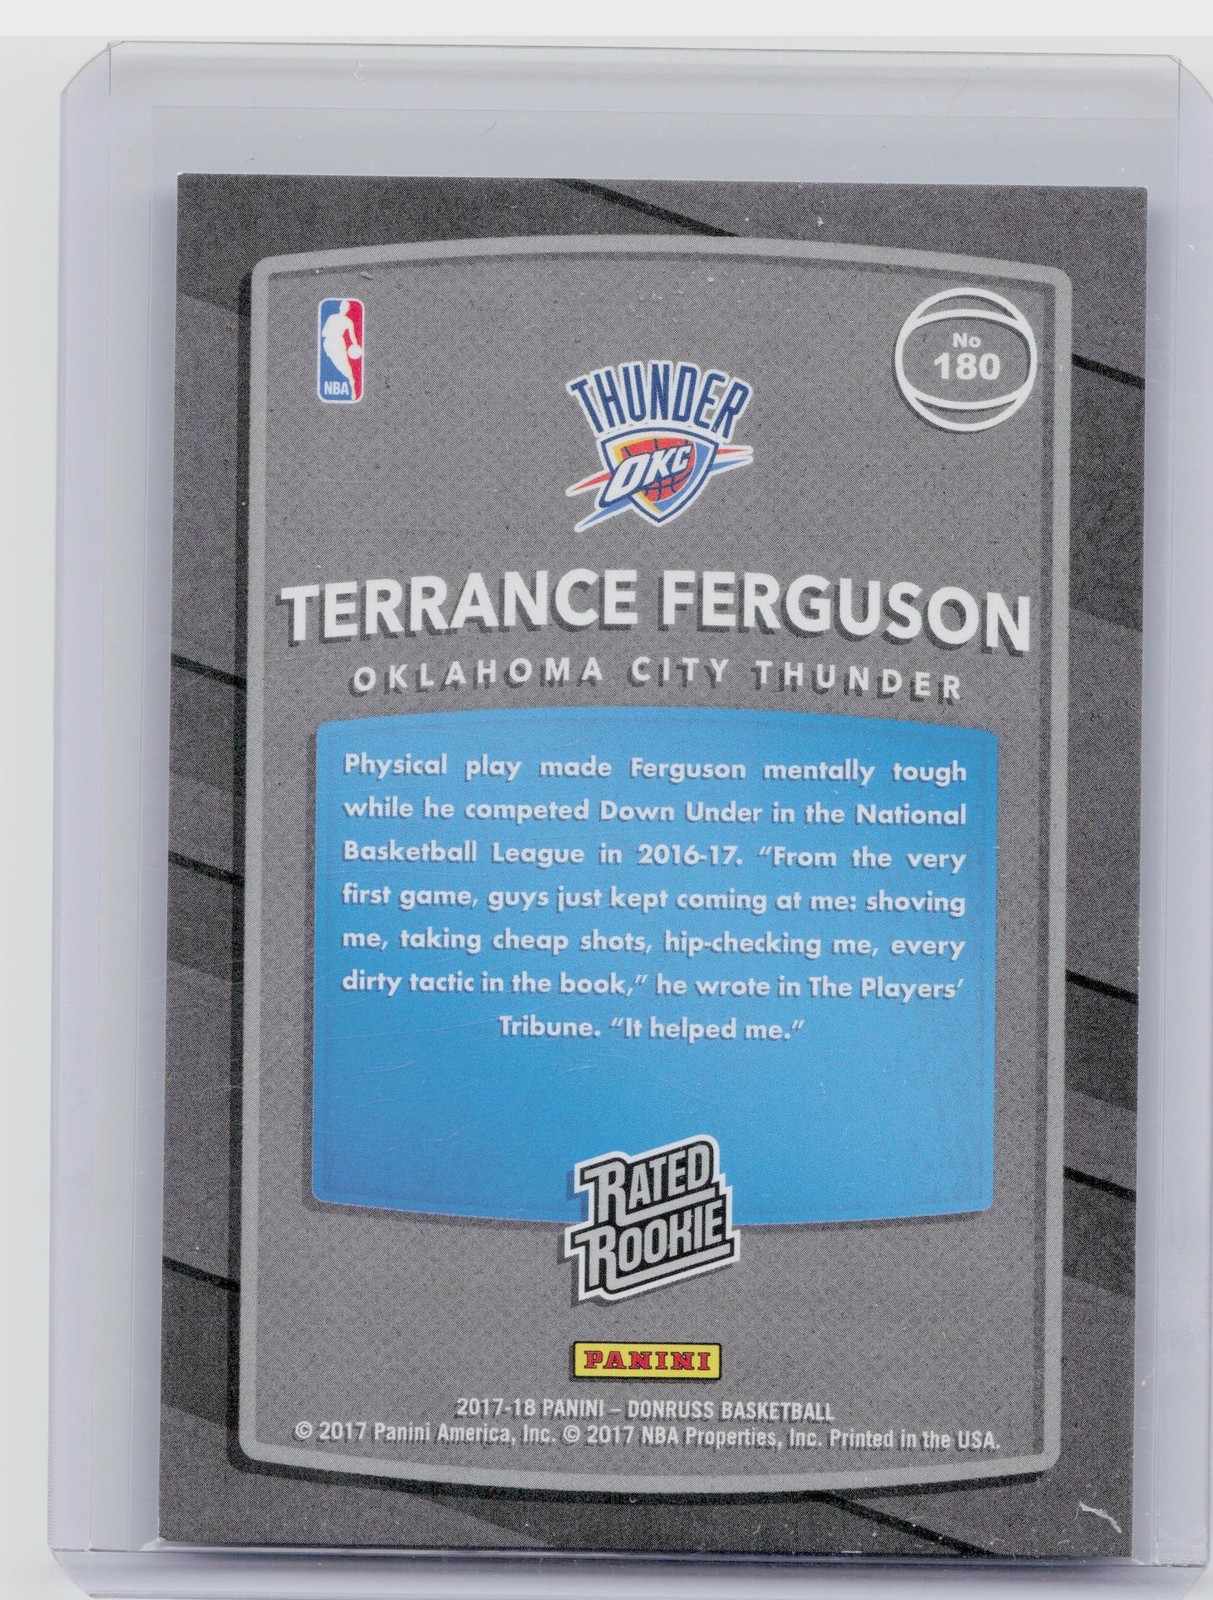 NBA
No
180
THUNDER
OKC
TERRANCE FERGUSON
OKLAHOMA CITY THUNDER
Physical play made Ferguson mentally tough
while he competed Down Under in the National
Basketball League in 2016-17. “From the very
first game, guys just kept coming at me: shoving
me, taking cheap shots, hip-checking me, every
dirty tactic in the book,” he wrote in The Players’
Tribune. “It helped me.”
RATED
ROOKIE
PANINI
2017-18 PANINI – DONRUSS BASKETBALL
© 2017 Panini America, Inc. © 2017 NBA Properties, Inc. Printed in the USA.